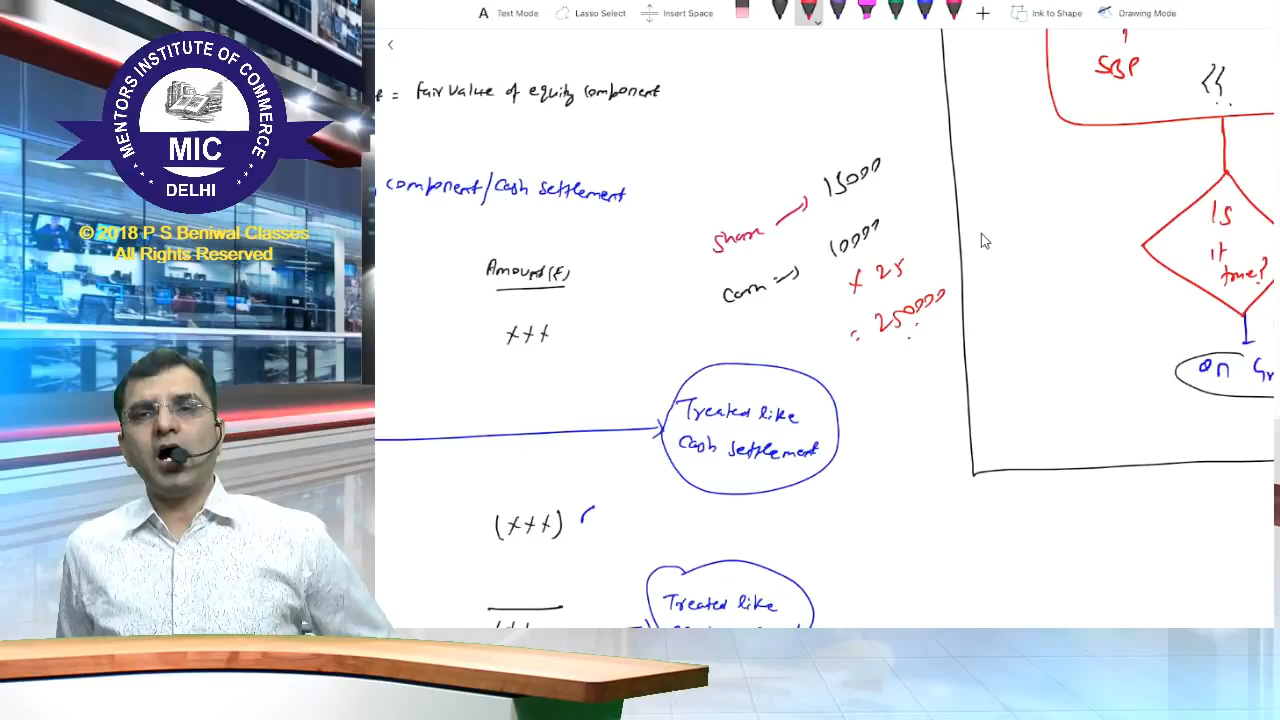 A Text Mode Lasso Select Insert Space Ink to Shape Drawing Mode
MENTORS INSTITUTE OF COMMERCE
MIC
DELHI
© 2018 P S Beniwal Classes
All Rights Reserved
= Fair value of equity component
component/Cash settlement
Amount(₹)
xxx
Share → 15000
Cash → 10000
x 25
= 250000
Treated like
Cash settlement
(xxx)
Treated like
SBP
Is
it
true?
on Gr